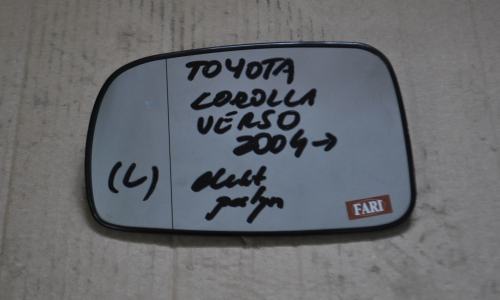 TOYOTA
COROLLA
VERSO
2004→
(L)
FARI